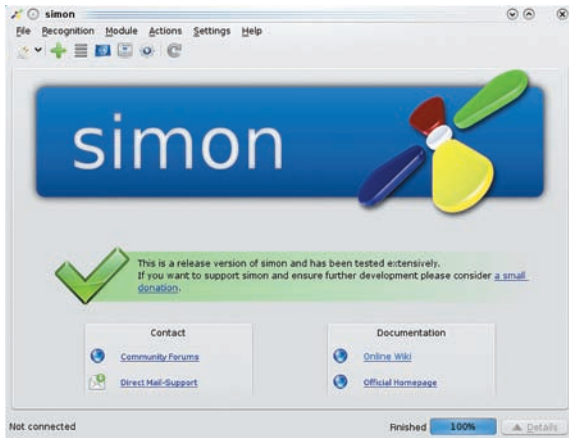 simon
File Recognition Module Actions Settings Help
simon
This is a release version of simon and has been tested extensively.
If you want to support simon and ensure further development please consider a small
donation.
Contact
Community Forums
Direct Mail-Support
Documentation
Online Wiki
Official Homepage
Not connected
Finished 100% Details